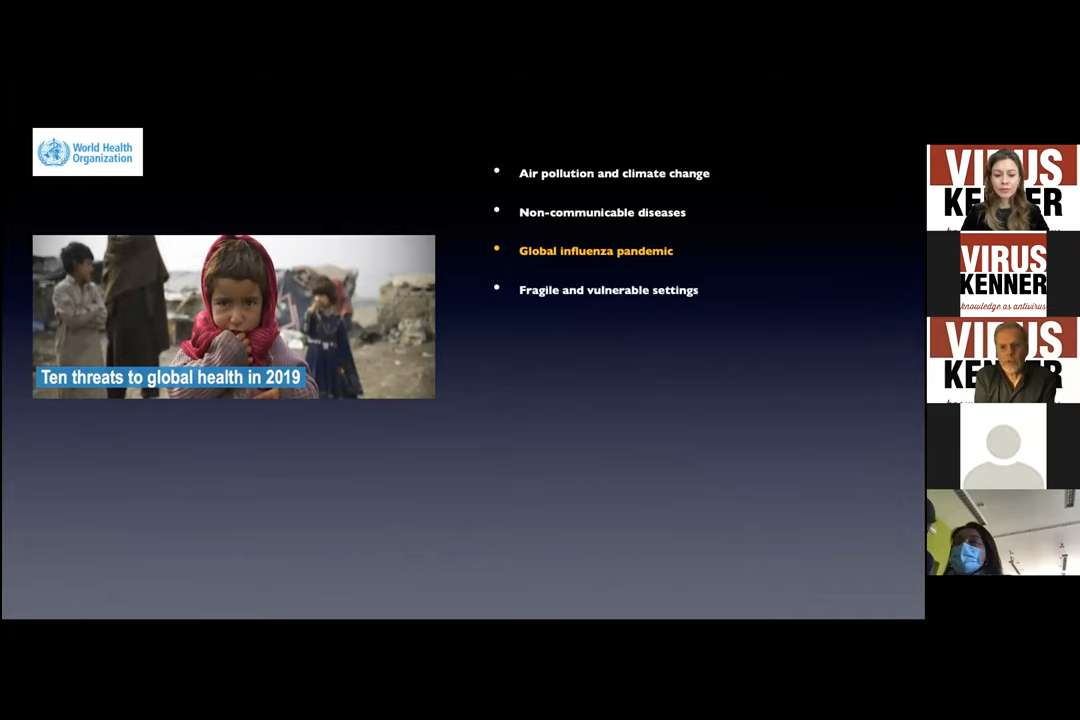 World Health
Organization
Ten threats to global health in 2019
• Air pollution and climate change
• Non-communicable diseases
• Global influenza pandemic
• Fragile and vulnerable settings
VIRUS
KENNER
VIRUS
KENNER
knowledge as antivirus
VIRUS
KENNER